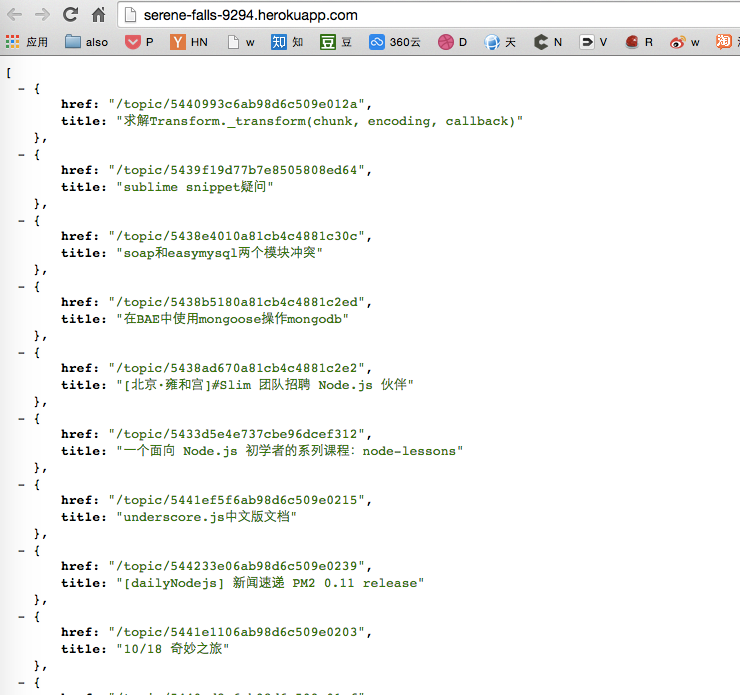 serene-falls-9294.herokuapp.com
应用 also P HN w 知 知 豆 豆 360云 D 天 N V R w 淘
[
- {
href: "/topic/5440993c6ab98d6c509e012a",
title: "求解Transform._transform(chunk, encoding, callback)"
},
- {
href: "/topic/5439f19d77b7e8505808ed64",
title: "sublime snippet疑问"
},
- {
href: "/topic/5438e4010a81cb4c4881c30c",
title: "soap和easymysql两个模块冲突"
},
- {
href: "/topic/5438b5180a81cb4c4881c2ed",
title: "在BAE中使用mongoose操作mongodb"
},
- {
href: "/topic/5438ad670a81cb4c4881c2e2",
title: "[北京·雍和宫]#Slim 团队招聘 Node.js 伙伴"
},
- {
href: "/topic/5433d5e4e737cbe96dcef312",
title: "一个面向 Node.js 初学者的系列课程：node-lessons"
},
- {
href: "/topic/5441ef5f6ab98d6c509e0215",
title: "underscore.js中文版文档"
},
- {
href: "/topic/544233e06ab98d6c509e0239",
title: "[dailyNodejs] 新闻速递 PM2 0.11 release"
},
- {
href: "/topic/5441e1106ab98d6c509e0203",
title: "10/18 奇妙之旅"
},
- {